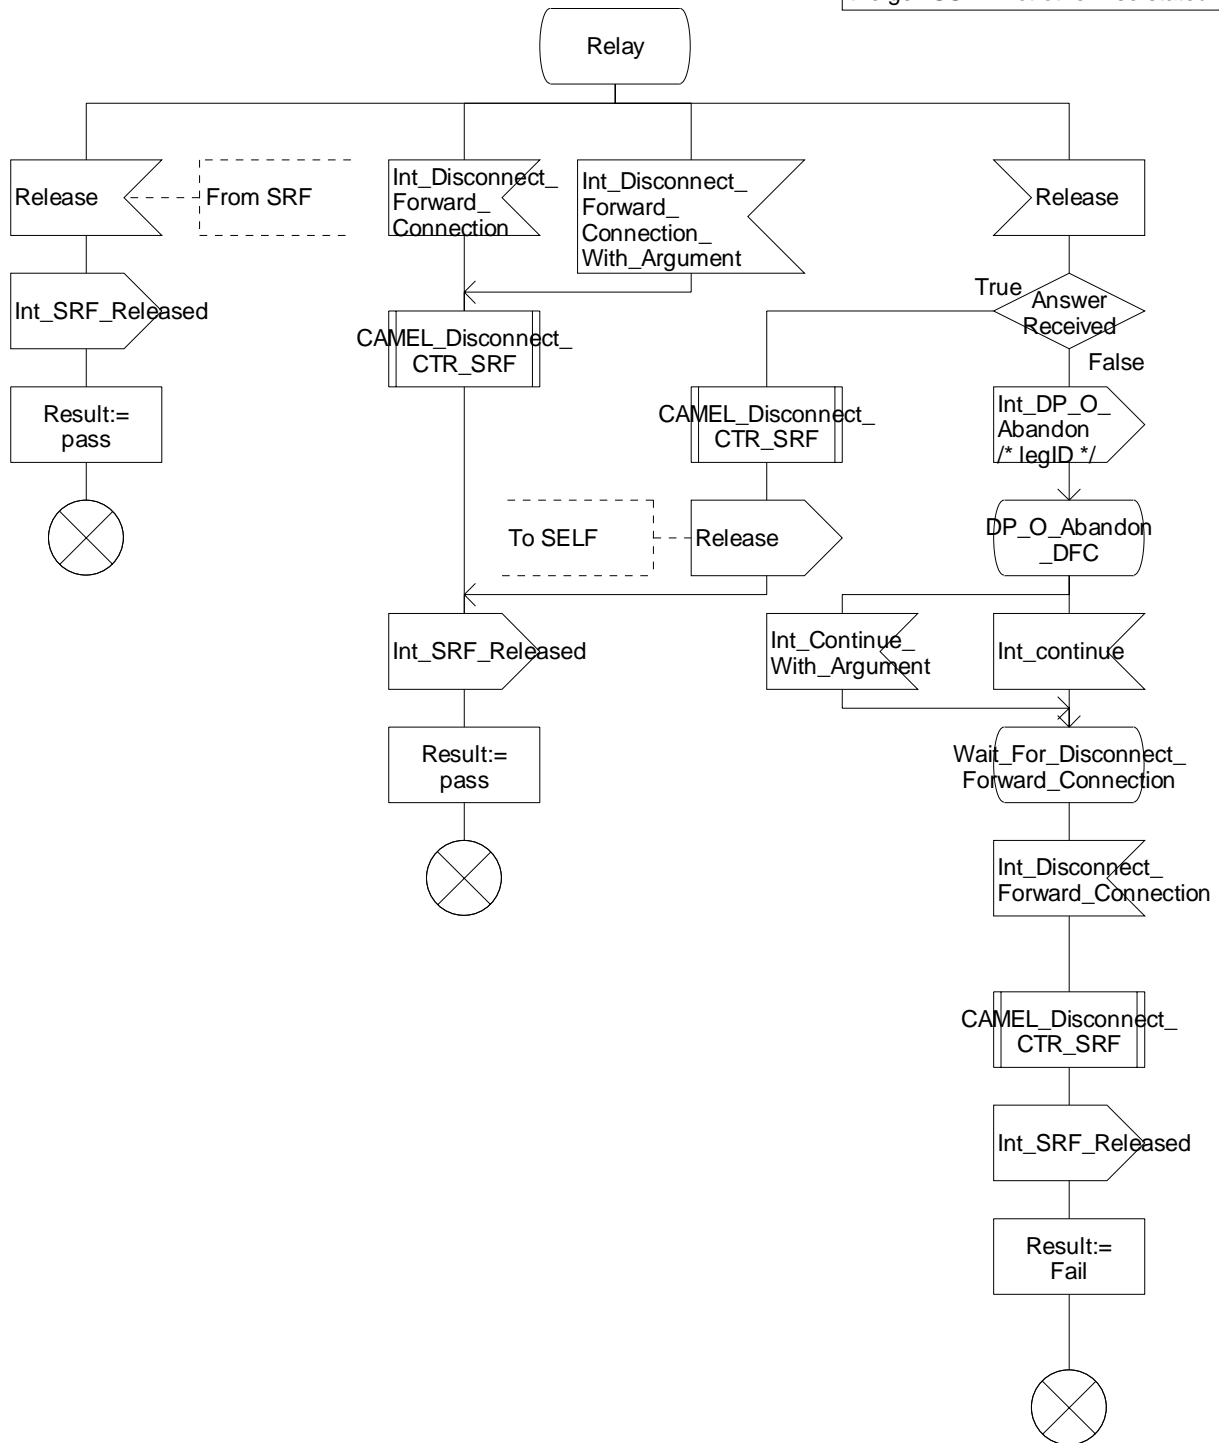 Relay
Release
From SRF
Int_Disconnect_
Forward_
Connection
Int_Disconnect_
Forward_
Connection_
With_Argument
Release
Int_SRF_Released
True
Answer
Received
False
CAMEL_Disconnect_
CTR_SRF
Result:=
pass
CAMEL_Disconnect_
CTR_SRF
Int_DP_O_
Abandon
/* legID */
To SELF
Release
DP_O_Abandon
_DFC
Int_SRF_Released
Int_Continue_
With_Argument
Int_continue
Result:=
pass
Wait_For_Disconnect_
Forward_Connection
Int_Disconnect_
Forward_Connection
CAMEL_Disconnect_
CTR_SRF
Int_SRF_Released
Result:=
Fail